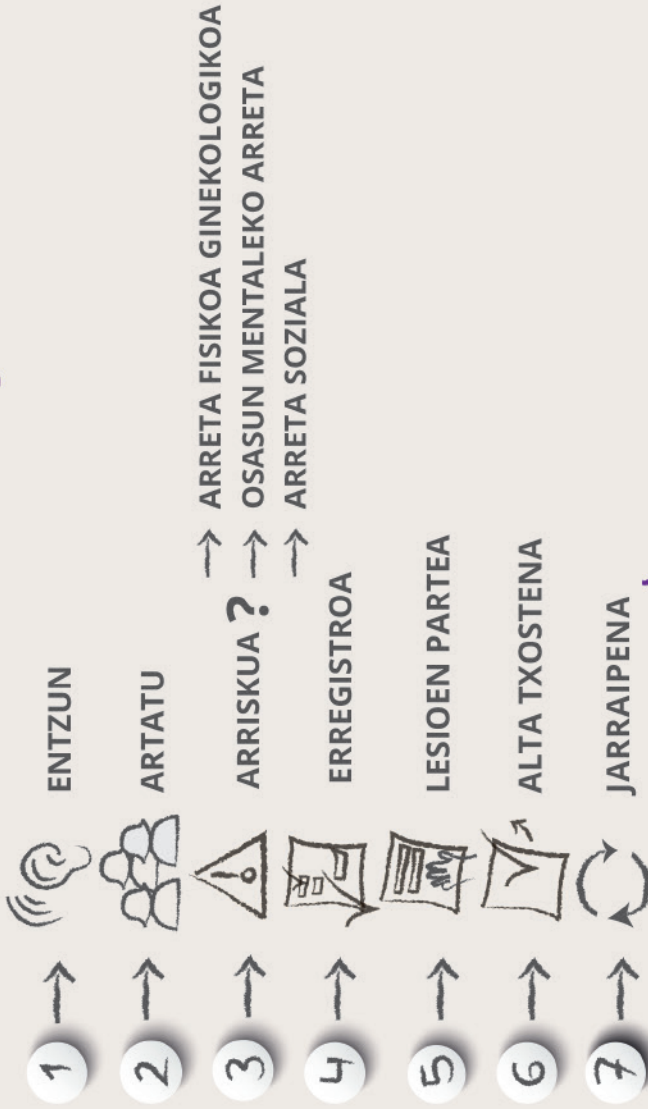 1 → ENTZUN
2 → ARTATU
3 → ARRISKUA ?
→ ARRETA FISIKOA GINEKOLOGIKOA
→ OSASUN MENTALEKO ARRETA
→ ARRETA SOZIALA
4 → ERREGISTROA
5 → LESIOEN PARTEA
6 → ALTA TXOSTENA
7 → JARRAIPENA